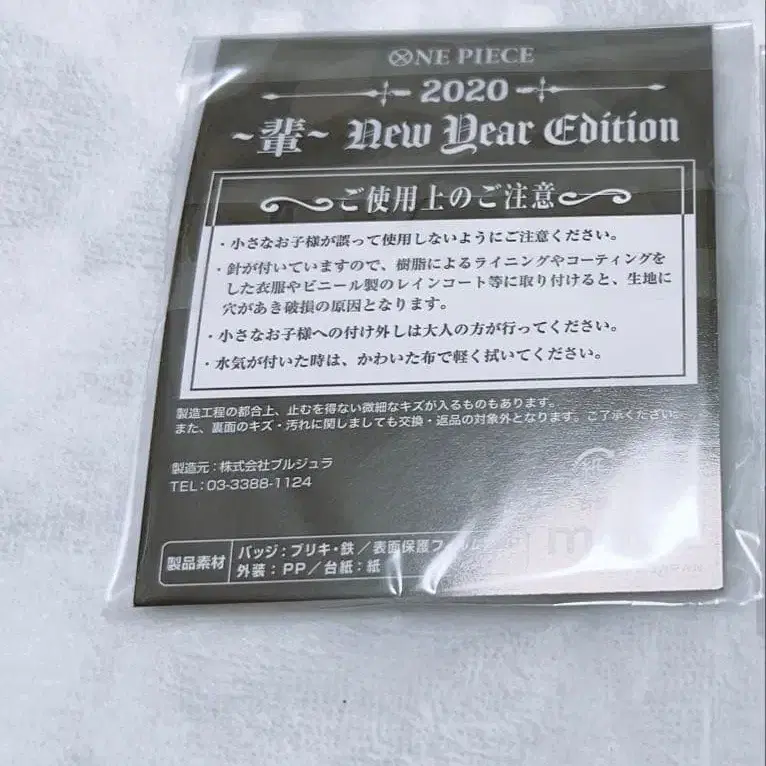 ONE PIECE
2020
~輩~ New Year Edition
ご使用上のご注意
・小さなお子様が誤って使用しないようにご注意ください。
・針が付いていますので、樹脂によるライニングやコーティングを
した衣服やビニール製のレインコート等に取り付けると、生地に
穴があき破損の原因となります。
・小さなお子様への付け外しは大人の方が行ってください。
・水気が付いた時は、かわいた布で軽く拭いてください。
製造工程の都合上、止むを得ない微細なキズが入るものもあります。
また、裏面のキズ・汚れに関しましても交換・返品の対象外となります。ご了承ください。
製造元：株式会社ブルジュラ
TEL：03-3388-1124
紙
製品素材
バッジ：ブリキ・鉄／表面保護フィルム
外装：PP／台紙：紙